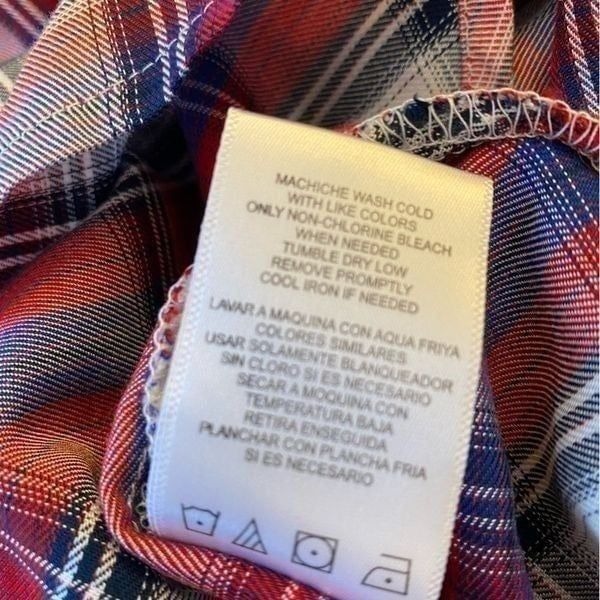 MACHICHE WASH COLD
WITH LIKE COLORS
ONLY NON-CHLORINE BLEACH
WHEN NEEDED
TUMBLE DRY LOW
REMOVE PROMPTLY
COOL IRON IF NEEDED
LAVAR A MAQUINA CON AQUA FRIYA
COLORES SIMILARES
USAR SOLAMENTE BLANQUEADOR
SIN CLORO SI ES NECESARIO
SECAR A MOQUINA CON
TEMPERATURA BAJA
RETIRA ENSEGUIDA
PLANCHAR CON PLANCHA FRIA
SI ES NECESARIO